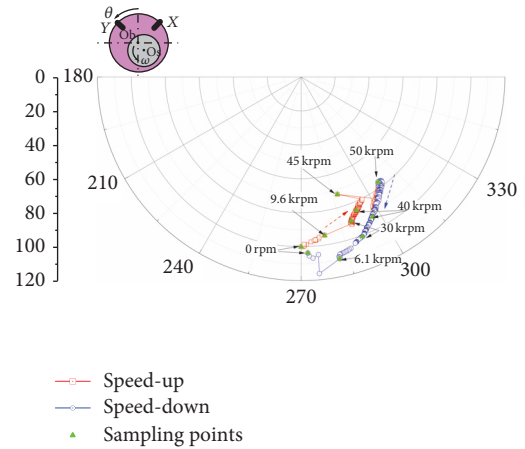 θ
Y
X
Ob
Os
ω
0
180
20
40
60
80
100
120
210
240
270
300
330
50 krpm
45 krpm
9.6 krpm
40 krpm
30 krpm
0 rpm
6.1 krpm
Speed-up
Speed-down
Sampling points